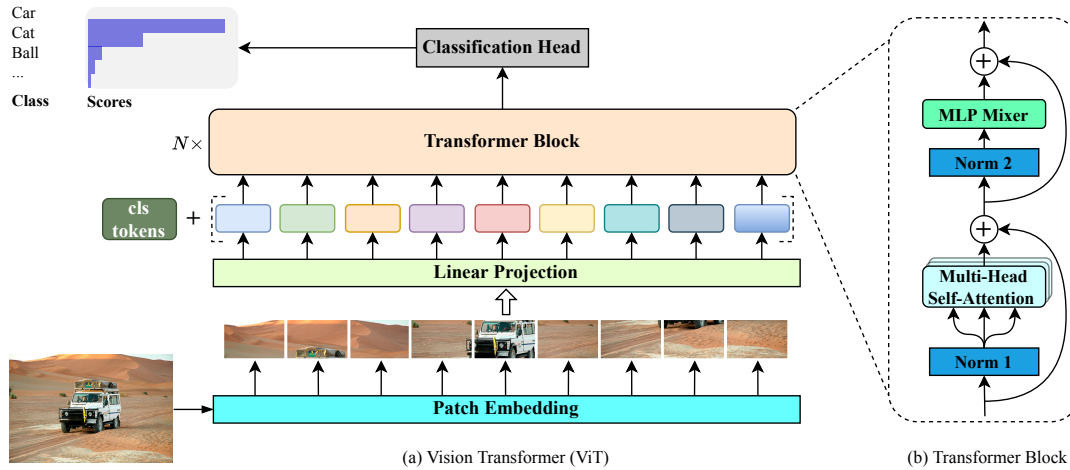 Car
Cat
Ball
...
Class Scores
Classification Head
N×
Transformer Block
cls
tokens
+
Linear Projection
Patch Embedding
(a) Vision Transformer (ViT)
+
MLP Mixer
Norm 2
+
Multi-Head
Self-Attention
Norm 1
(b) Transformer Block